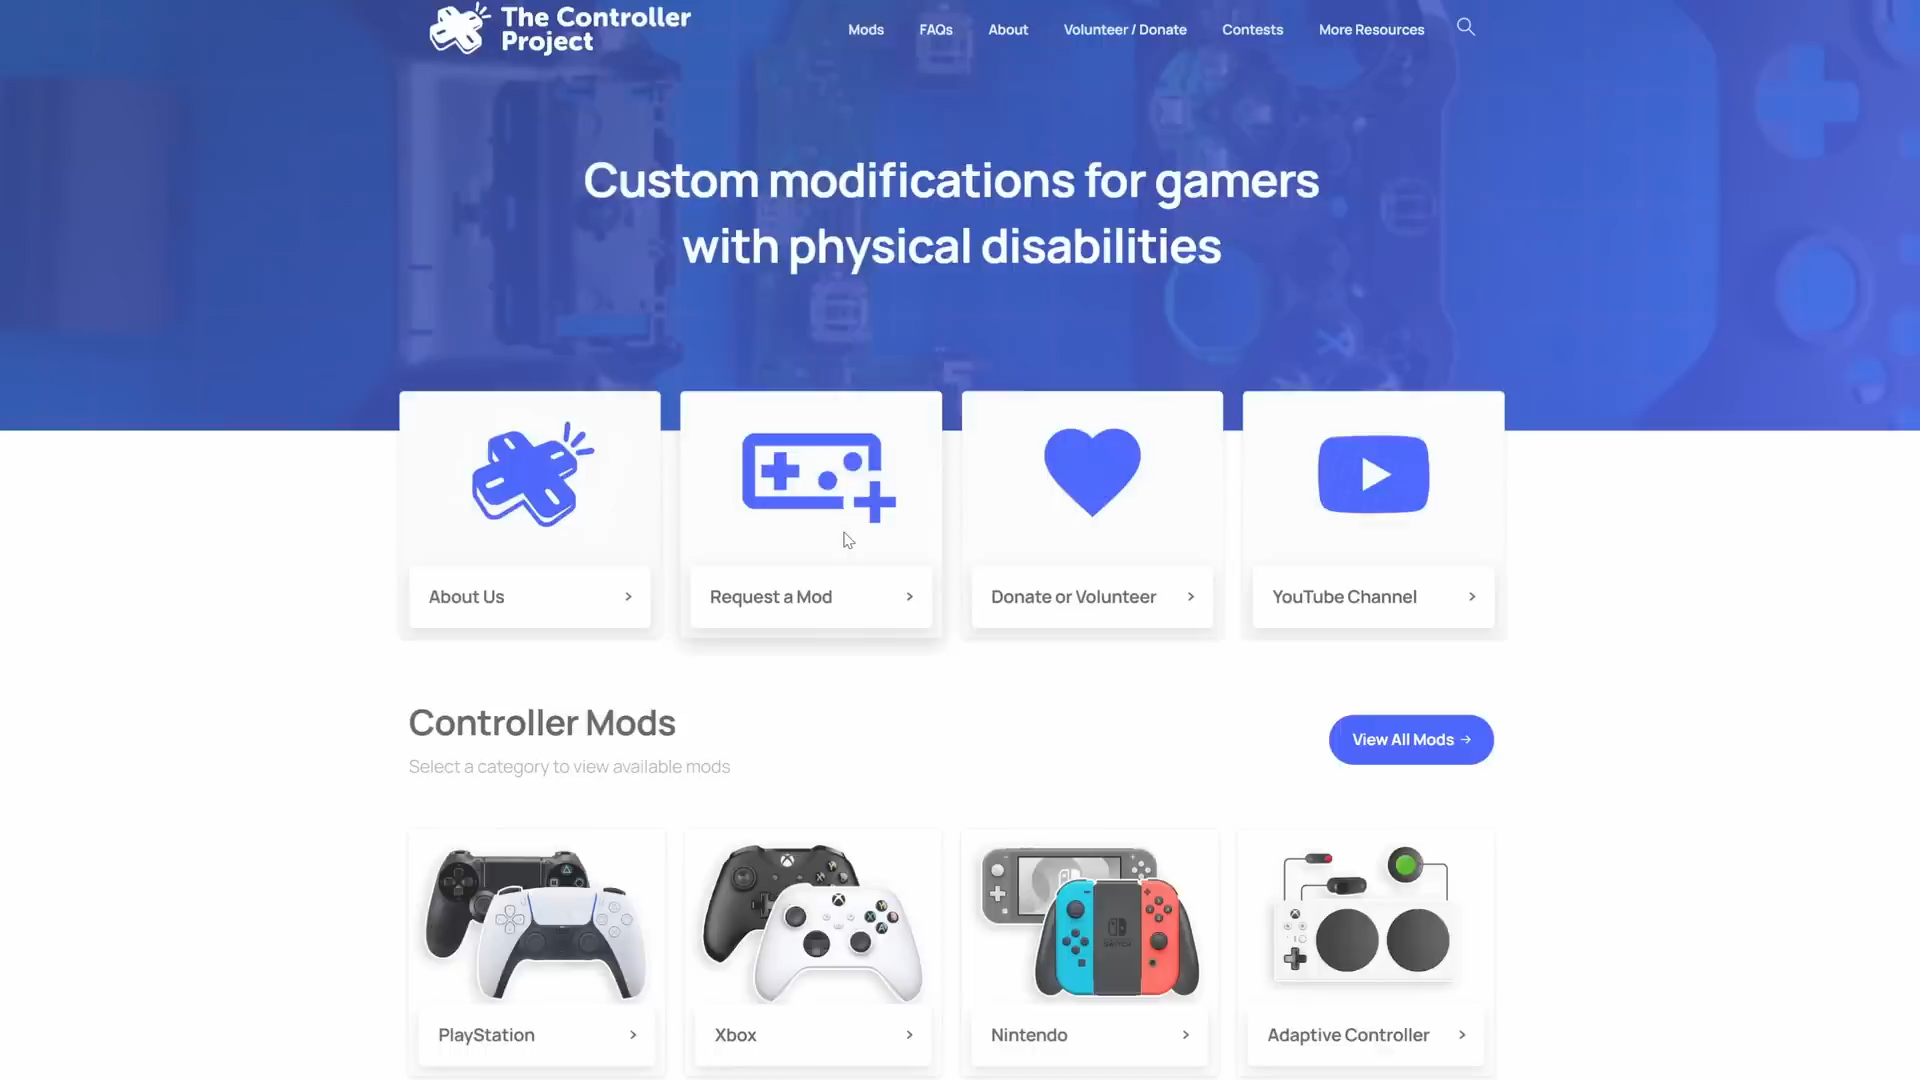 The Controller
Project
Mods
FAQs
About
Volunteer / Donate
Contests
More Resources
Custom modifications for gamers
with physical disabilities
About Us
Request a Mod
Donate or Volunteer
YouTube Channel
Controller Mods
Select a category to view available mods
View All Mods →
PlayStation
Xbox
Nintendo
Adaptive Controller